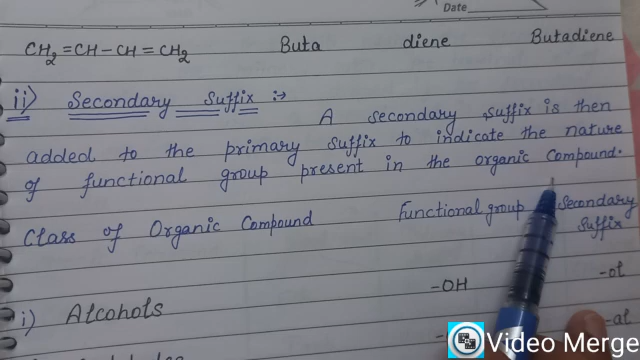 Date
CH2=CH-CH=CH2 Buta diene Butadiene
ii) Secondary Suffix :→
A secondary suffix is then
added to the primary suffix to indicate the nature
of functional group present in the organic Compound.
Class of Organic Compound Functional group Secondary
Suffix
i) Alcohols -OH -ol
-al
Video Merge